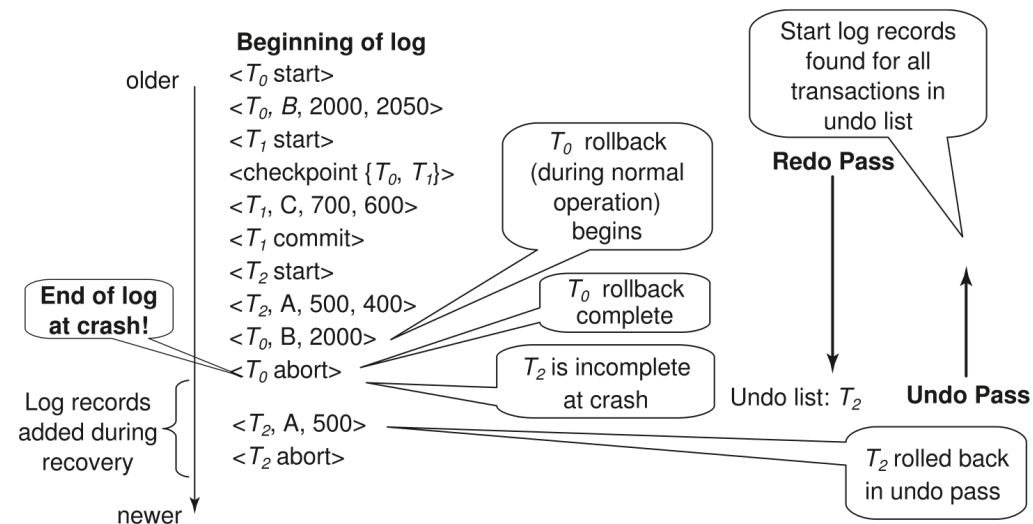 Beginning of log
older
<T0 start>
<T0, B, 2000, 2050>
<T1 start>
<checkpoint {T0, T1}>
<T1, C, 700, 600>
<T1 commit>
<T2 start>
<T2, A, 500, 400>
<T0, B, 2000>
<T0 abort>
<T2, A, 500>
<T2 abort>
End of log
at crash!
Log records
added during
recovery
newer
T0 rollback
(during normal
operation)
begins
T0 rollback
complete
T2 is incomplete
at crash
Start log records
found for all
transactions in
undo list
Redo Pass
Undo list: T2
Undo Pass
T2 rolled back
in undo pass